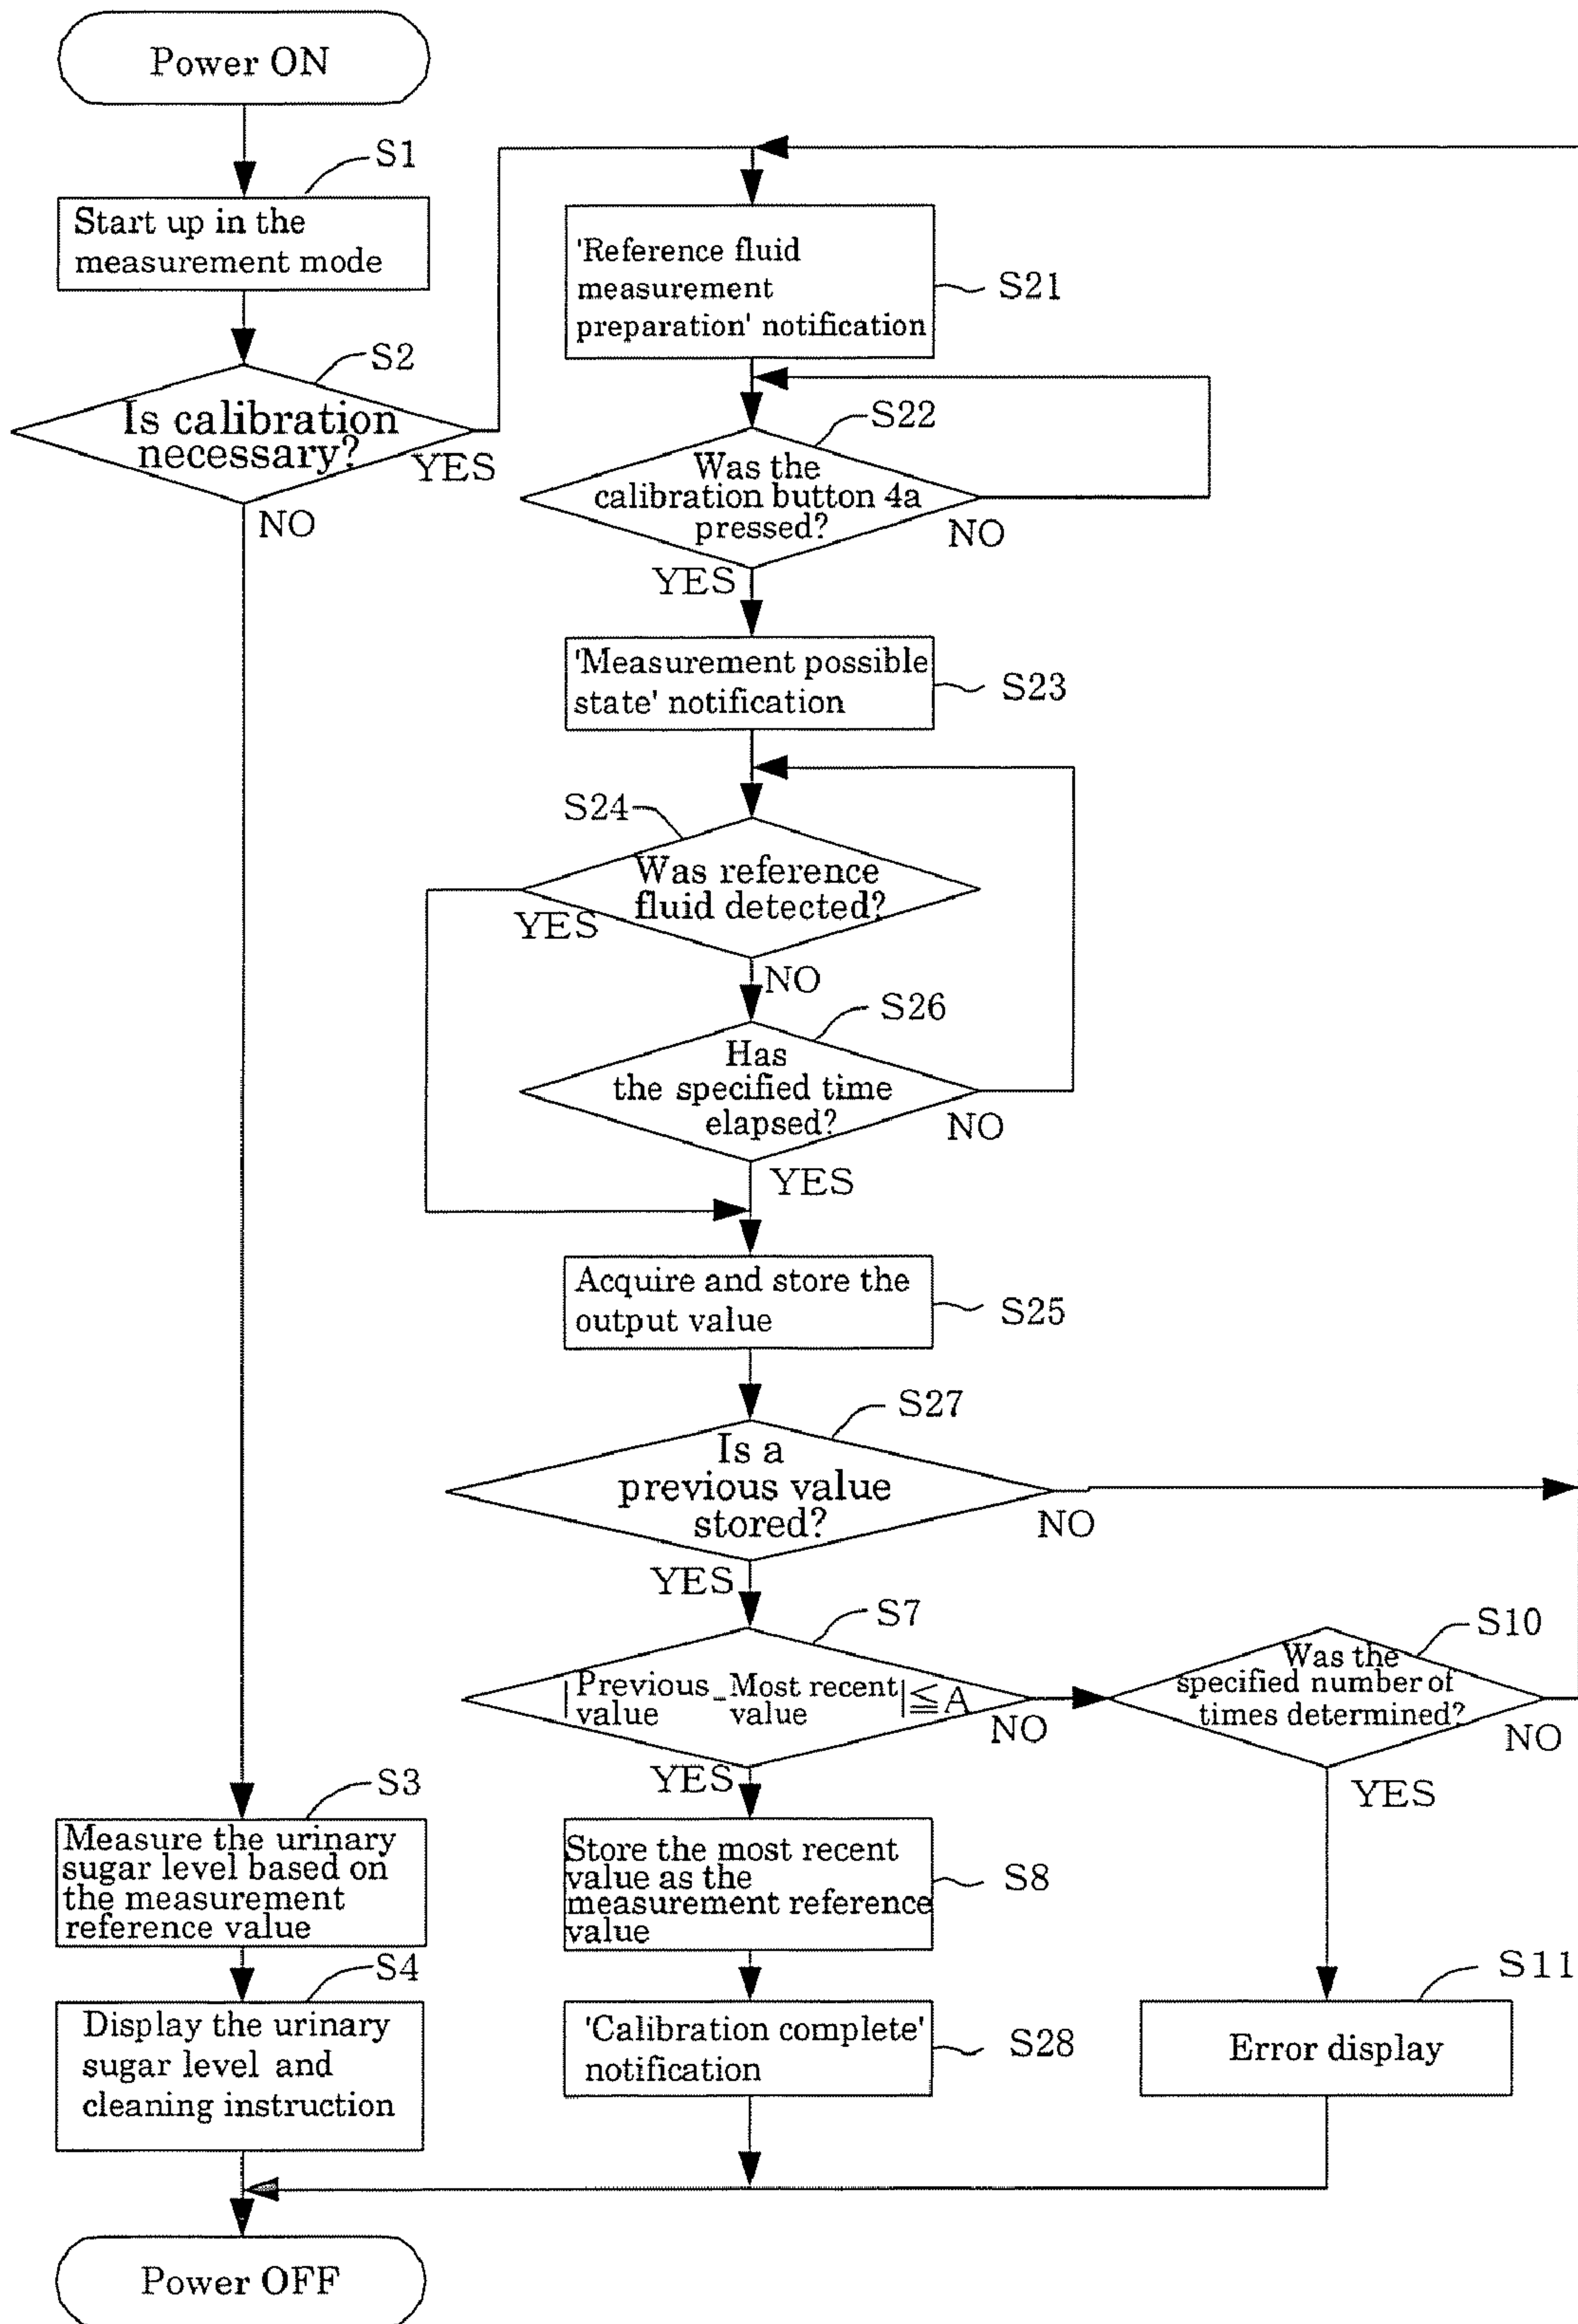 Power ON
S1
Start up in the
measurement mode
S2
Is calibration
necessary?
YES
NO
'Reference fluid
measurement
preparation' notification
S21
S22
Was the
calibration button 4a
pressed?
NO
YES
'Measurement possible
state' notification
S23
S24
Was reference
fluid detected?
YES
NO
S26
Has
the specified time
elapsed?
NO
YES
Acquire and store the
output value
S25
S27
Is a
previous value
stored?
NO
YES
S7
|Previous value - Most recent value| ≦ A
NO
YES
S10
Was the
specified number of
times determined?
NO
YES
S3
Measure the urinary
sugar level based on
the measurement
reference value
Store the most recent
value as the
measurement reference
value
S8
S4
Display the urinary
sugar level and
cleaning instruction
'Calibration complete'
notification
S28
S11
Error display
Power OFF